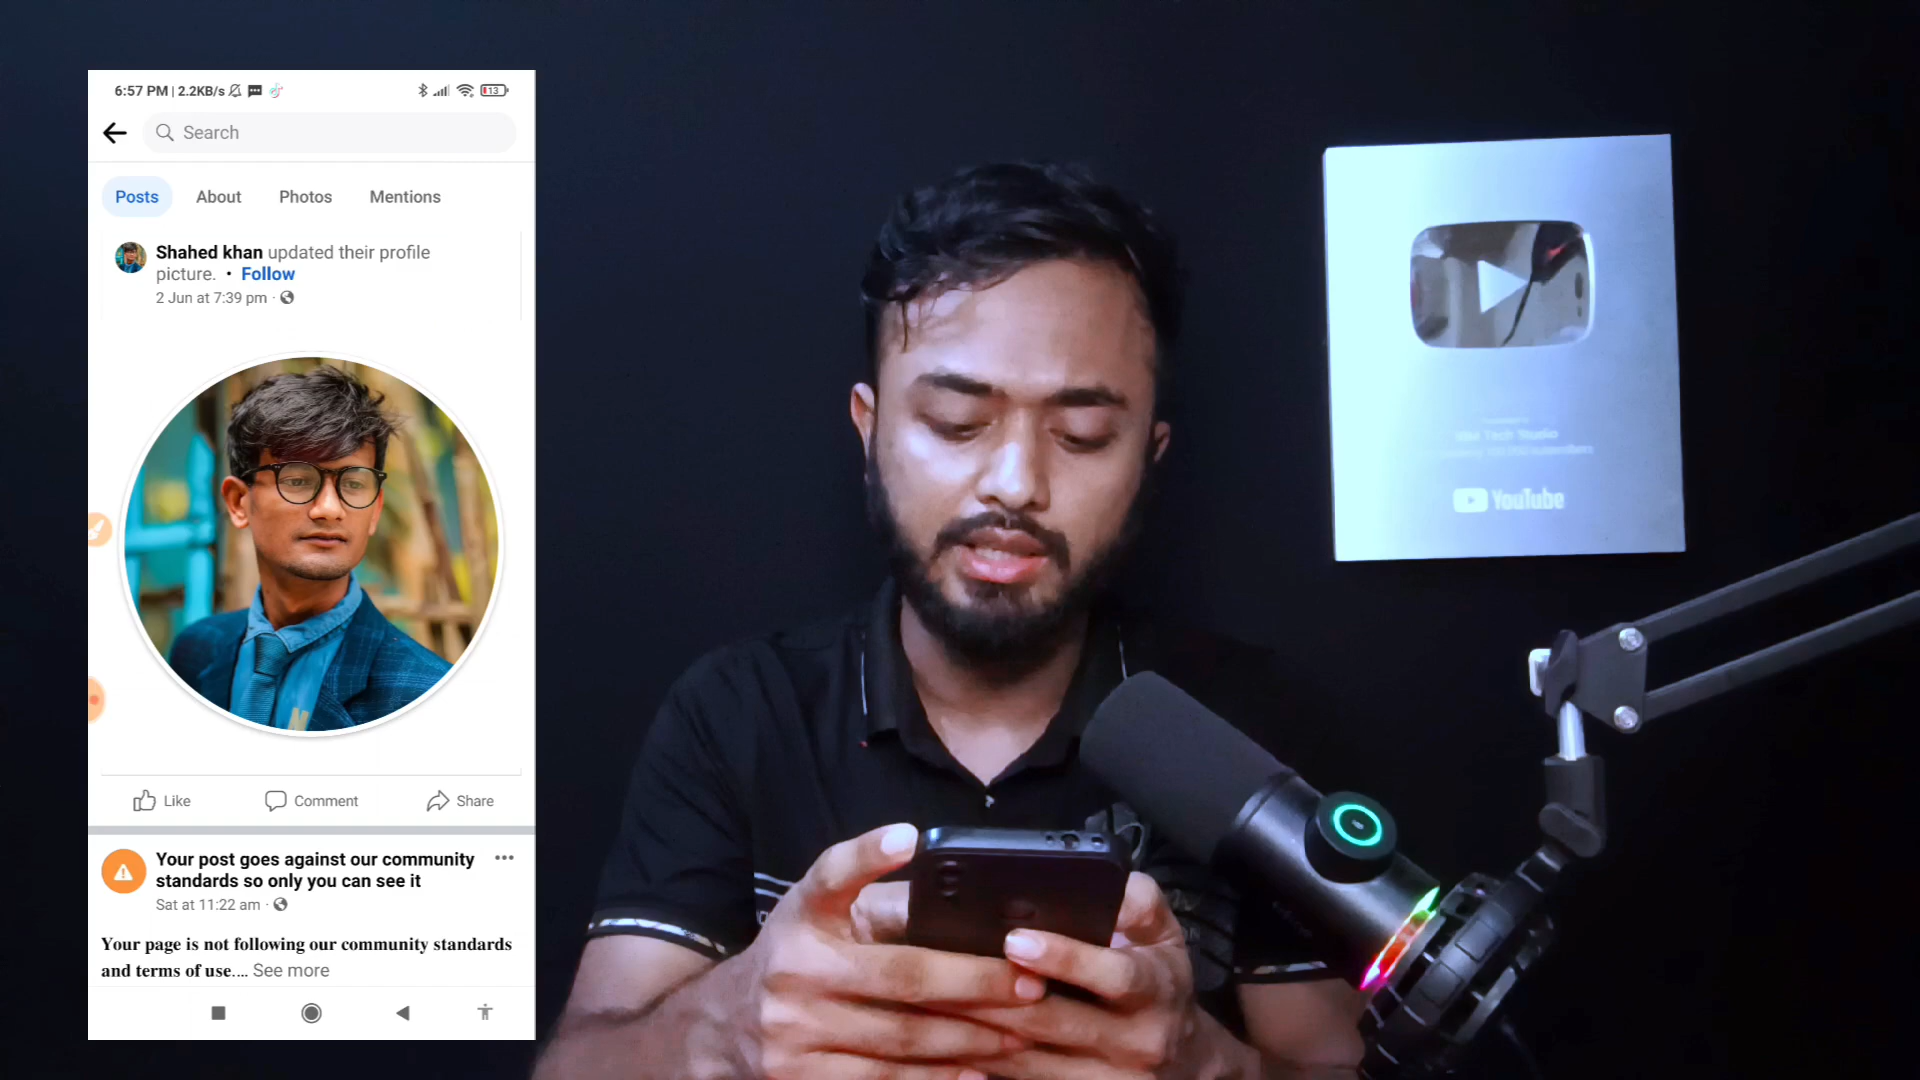 6:57 PM | 2.2KB/s
13
Search
Posts About Photos Mentions
Shahed khan updated their profile
picture. • Follow
2 Jun at 7:39 pm ·
Like Comment Share
Your post goes against our community
standards so only you can see it
Sat at 11:22 am ·
Your page is not following our community standards
and terms of use.... See more
Tech Studio
YouTube